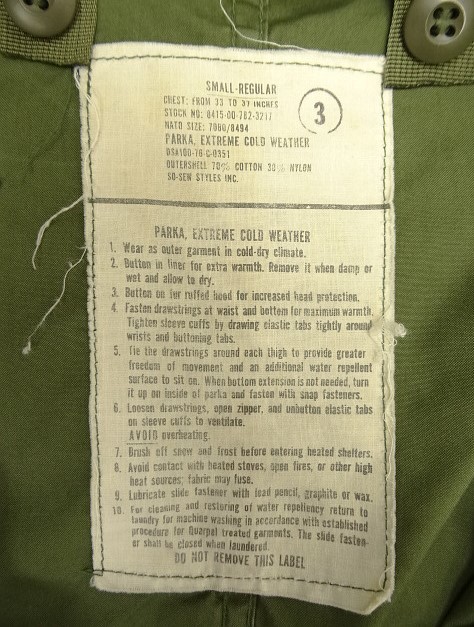 SMALL-REGULAR
3
CHEST: FROM 33 TO 37 INCHES
STOCK NO: 8415-00-782-3217
NATO SIZE: 7080/8494
PARKA, EXTREME COLD WEATHER
DSA100-76-C-0351
OUTERSHELL 70% COTTON 30% NYLON
SO-SEW STYLES INC.
PARKA, EXTREME COLD WEATHER
1. Wear as outer garment in cold-dry climate.
2. Button in liner for extra warmth. Remove it when damp or
wet and allow to dry.
3. Button on fur ruffed hood for increased head protection.
4. Fasten drawstrings at waist and bottem for maximum warmth.
Tighten sleeve cuffs by drawing elastic tabs tightly around
wrists and buttoning tabs.
5. Tie the drawstrings around each thigh to provide greater
freedom of movement and an additional water repellent
surface to sit on. When bottom extension is not needed, turn
it up on inside of parka and fasten with snap fasteners.
6. Loosen drawstrings, open zipper, and unbutton elastic tabs
on sleeve cuffs to ventilate.
AVOID overheating.
7. Brush off snow and frost before entering heated shelters.
8. Avoid contact with heated stoves, open fires, or other high
heat sources; fabric may fuse.
9. Lubricate slide fastener with lead pencil, graphite or wax.
10. For cleaning and restoring of water repellency return to
laundry for machine washing in accordance with established
procedure for Quarpel treated garments. The slide fasten-
er shall be closed when laundered.
DO NOT REMOVE THIS LABEL